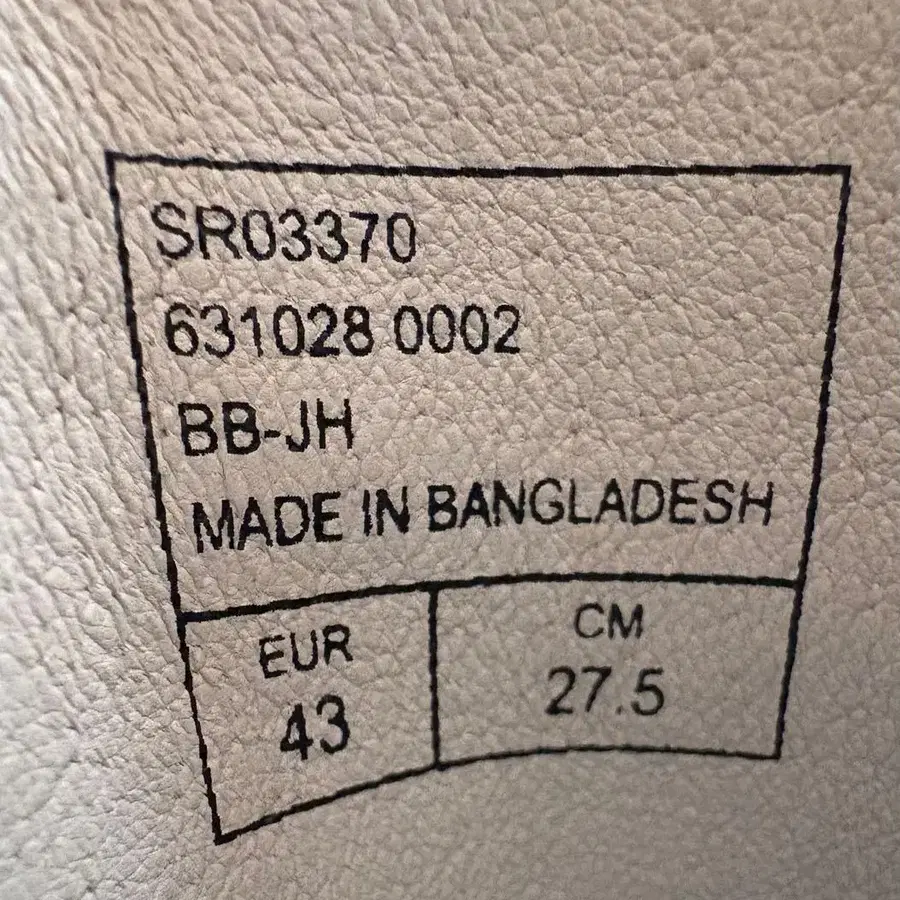 SR03370
631028 0002
BB-JH
MADE IN BANGLADESH
EUR
43
CM
27.5